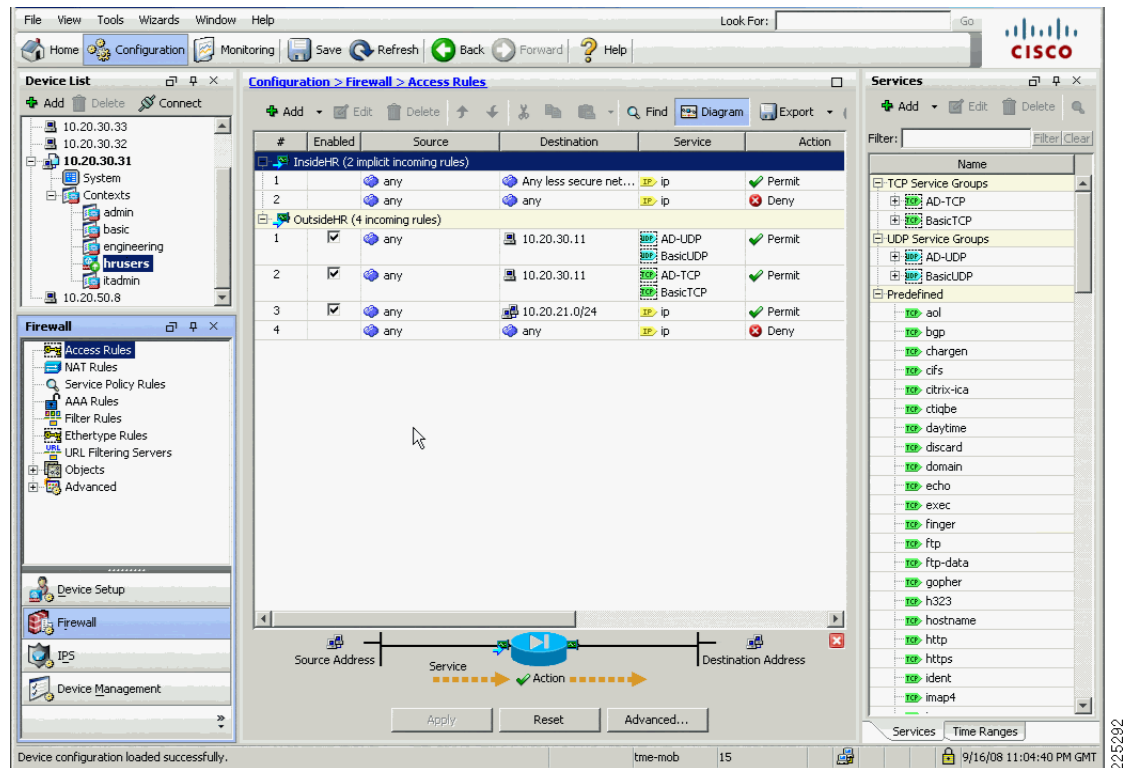 File View Tools Wizards Window Help Look For: Go
Home Configuration Monitoring Save Refresh Back Forward Help
CISCO
Device List
Add Delete Connect
10.20.30.33
10.20.30.32
10.20.30.31
System
Contexts
admin
basic
engineering
hrusers
itadmin
10.20.50.8
Firewall
Access Rules
NAT Rules
Service Policy Rules
AAA Rules
Filter Rules
Ethertype Rules
URL Filtering Servers
Objects
Advanced
Device Setup
Firewall
IPS
Device Management
Configuration > Firewall > Access Rules
Add Edit Delete Find Diagram Export
# Enabled Source Destination Service Action
InsideHR (2 implicit incoming rules)
1 any Any less secure net... ip Permit
2 any any ip Deny
OutsideHR (4 incoming rules)
1 any 10.20.30.11 AD-UDP Permit
BasicUDP
2 any 10.20.30.11 AD-TCP Permit
BasicTCP
3 any 10.20.21.0/24 ip Permit
4 any any ip Deny
Source Address Service Destination Address
Action
Apply Reset Advanced...
Services
Add Edit Delete
Filter: Filter Clear
Name
TCP Service Groups
AD-TCP
BasicTCP
UDP Service Groups
AD-UDP
BasicUDP
Predefined
aol
bgp
chargen
cifs
citrix-ica
ctiqbe
daytime
discard
domain
echo
exec
finger
ftp
ftp-data
gopher
h323
hostname
http
https
ident
imap4
Services Time Ranges
Device configuration loaded successfully. tme-mob 15 9/16/08 11:04:40 PM GMT
225292